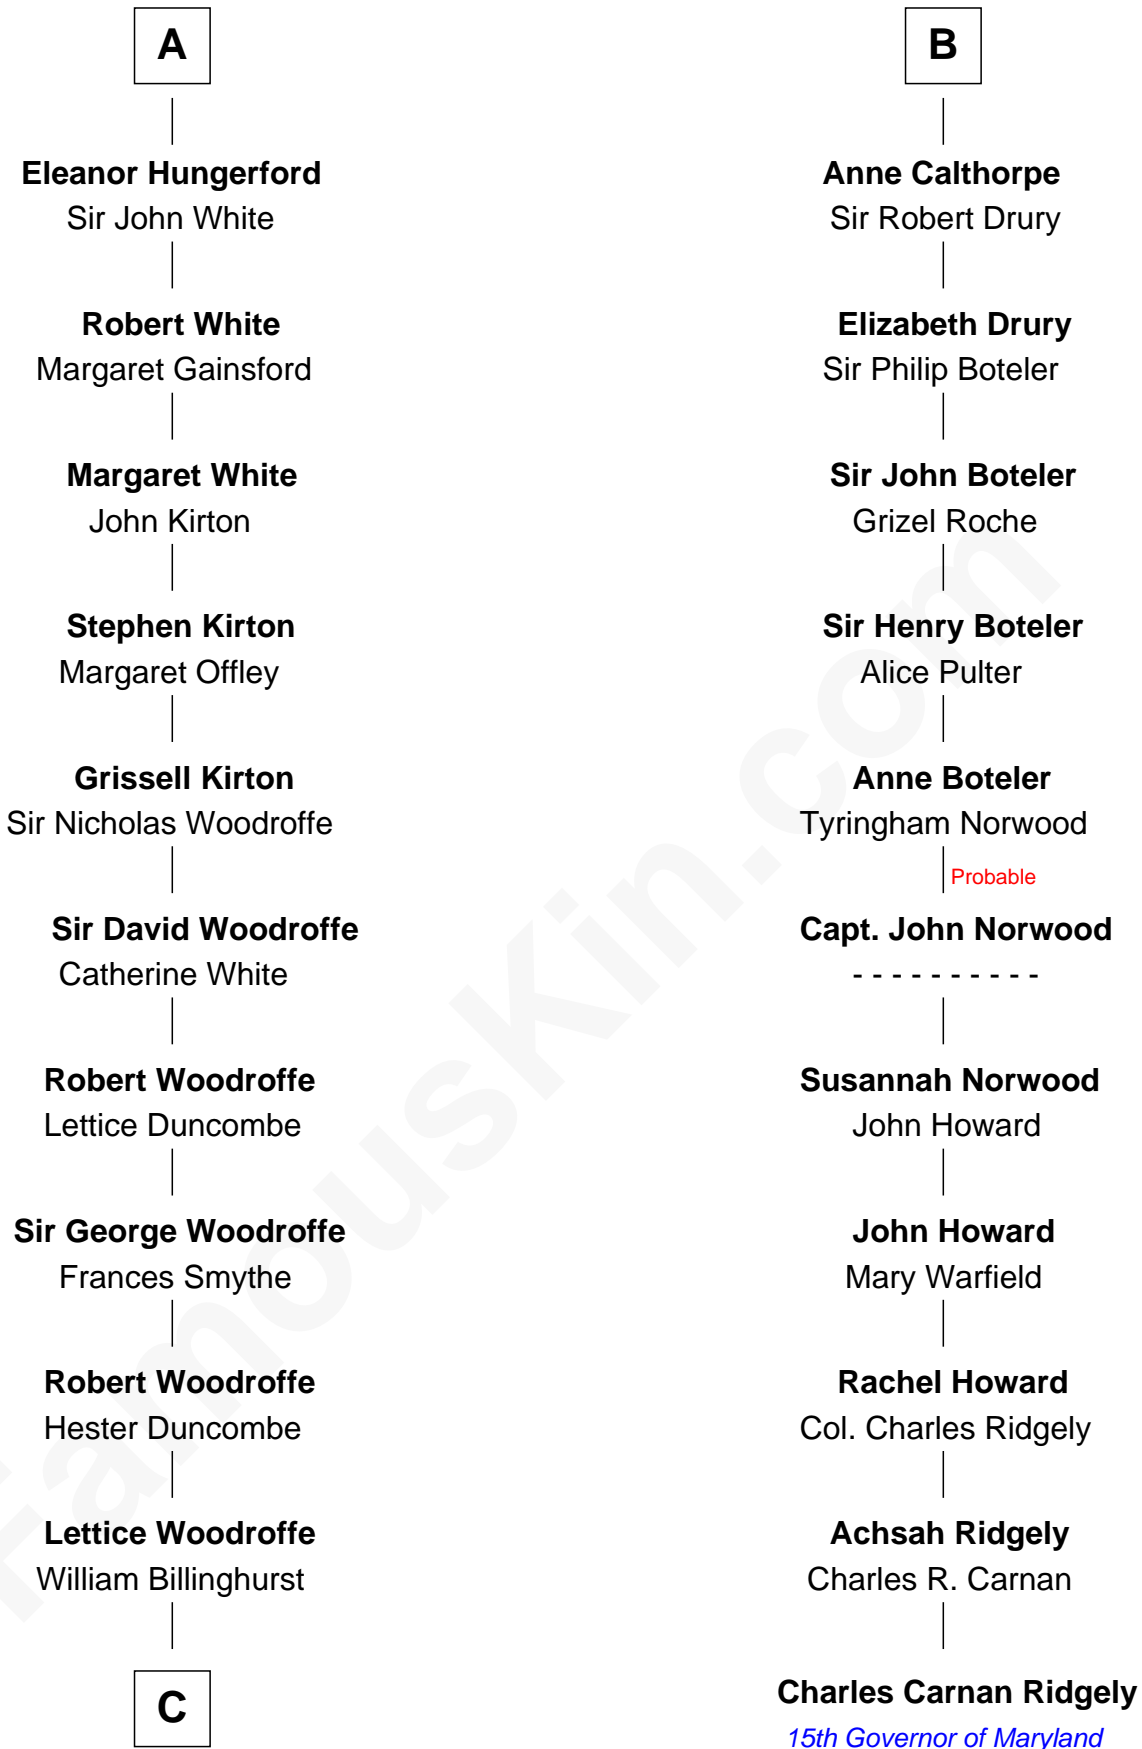 A
Eleanor Hungerford
Sir John White
Robert White
Margaret Gainsford
Margaret White
John Kirton
Stephen Kirton
Margaret Offley
Grissell Kirton
Sir Nicholas Woodroffe
Sir David Woodroffe
Catherine White
Robert Woodroffe
Lettice Duncombe
Sir George Woodroffe
Frances Smythe
Robert Woodroffe
Hester Duncombe
Lettice Woodroffe
William Billinghurst
C
B
Anne Calthorpe
Sir Robert Drury
Elizabeth Drury
Sir Philip Boteler
Sir John Boteler
Grizel Roche
Sir Henry Boteler
Alice Pulter
Anne Boteler
Tyringham Norwood
Probable
Capt. John Norwood
- - - - - - - - - -
Susannah Norwood
John Howard
John Howard
Mary Warfield
Rachel Howard
Col. Charles Ridgely
Achsah Ridgely
Charles R. Carnan
Charles Carnan Ridgely
15th Governor of Maryland
FamousKin.com